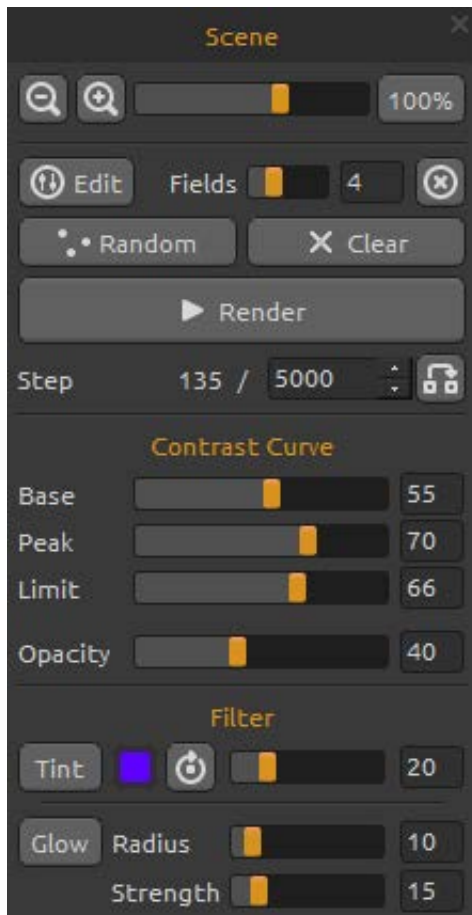 Scene
100%
Edit Fields 4
Random Clear
Render
Step 135 / 5000
Contrast Curve
Base 55
Peak 70
Limit 66
Opacity 40
Filter
Tint 20
Glow Radius 10
Strength 15